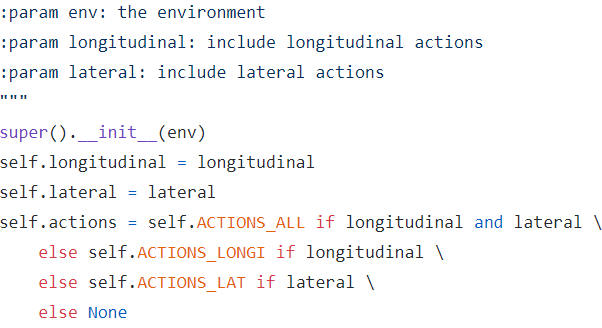 :param env: the environment
:param longitudinal: include longitudinal actions
:param lateral: include lateral actions
"""
super().__init__(env)
self.longitudinal = longitudinal
self.lateral = lateral
self.actions = self.ACTIONS_ALL if longitudinal and lateral \
    else self.ACTIONS_LONGI if longitudinal \
    else self.ACTIONS_LAT if lateral \
    else None